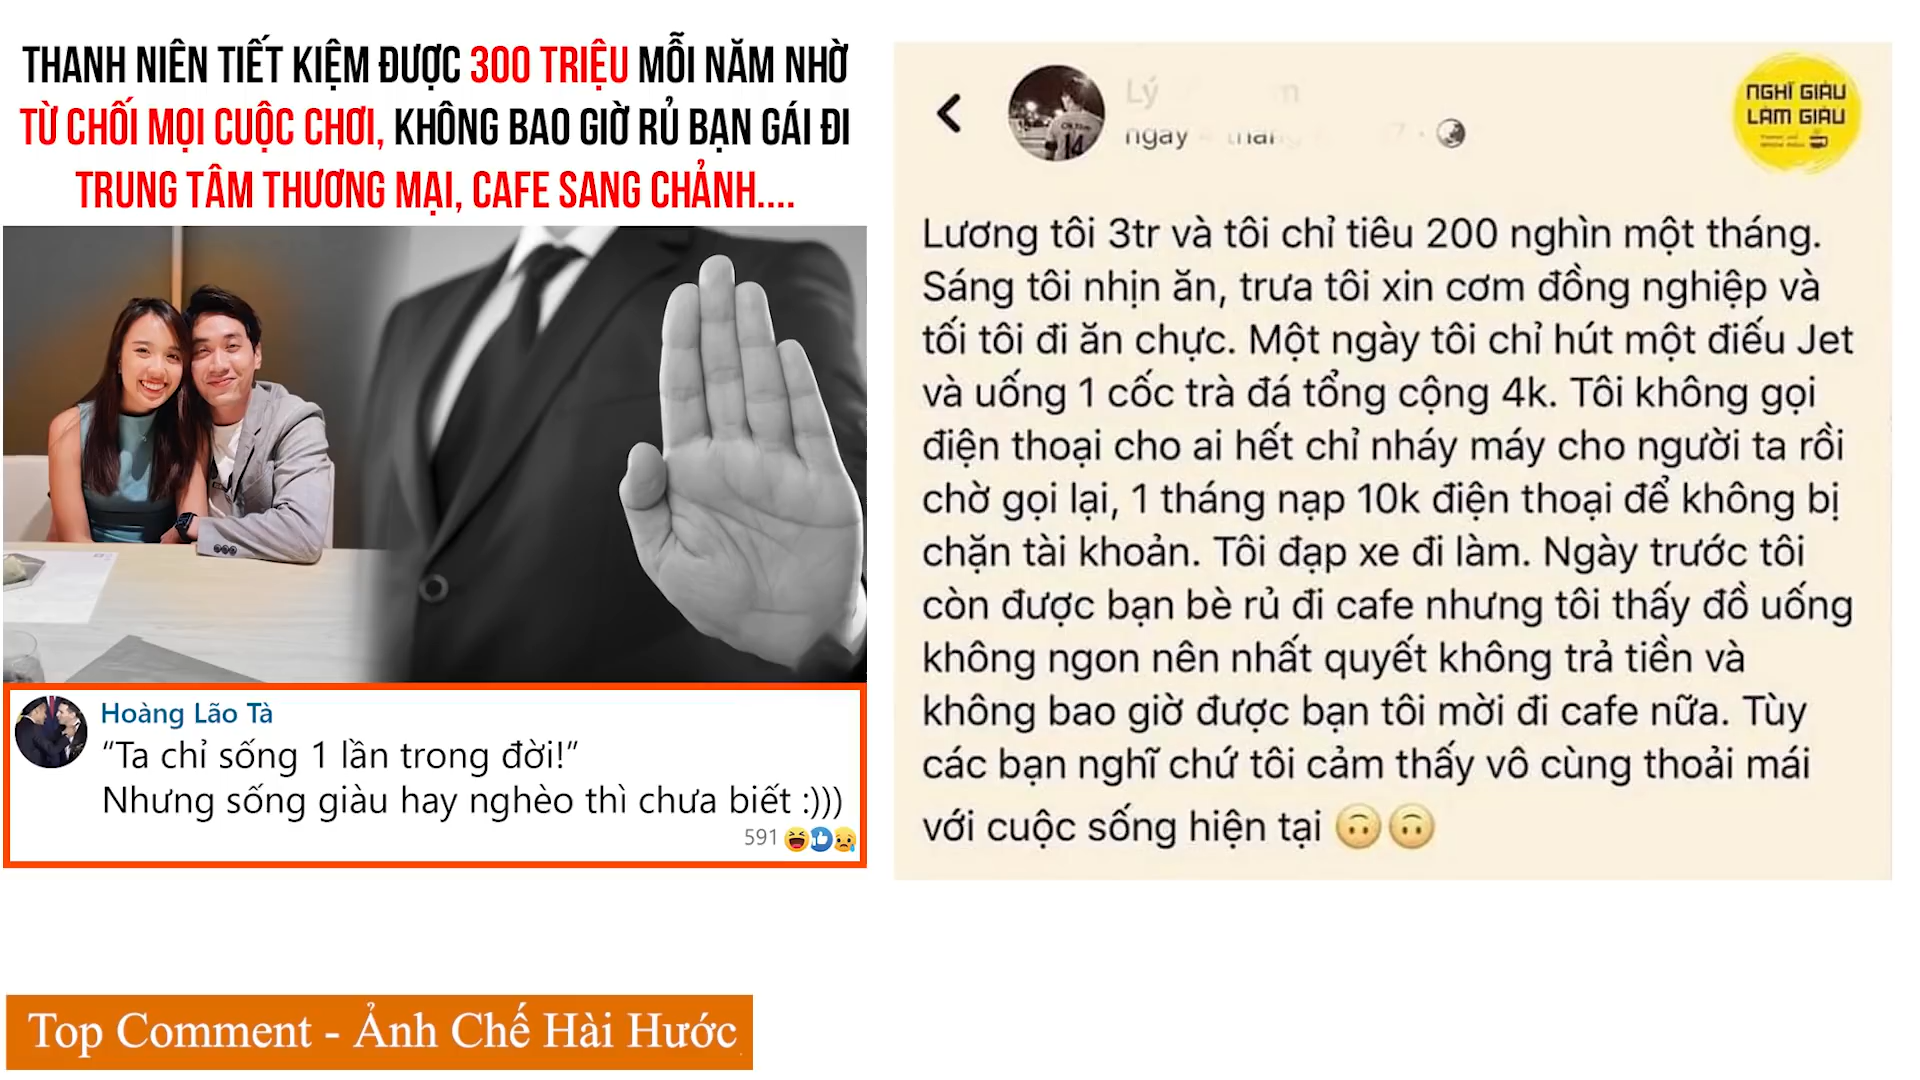 THANH NIÊN TIẾT KIỆM ĐƯỢC 300 TRIỆU MỖI NĂM NHỜ
TỪ CHỐI MỌI CUỘC CHƠI, KHÔNG BAO GIỜ RỦ BẠN GÁI ĐI
TRUNG TÂM THƯƠNG MẠI, CAFE SANG CHẢNH....
Hoàng Lão Tà
“Ta chỉ sống 1 lần trong đời!”
Nhưng sống giàu hay nghèo thì chưa biết :)))
591
Lý
ngày
NGHĨ GIÀU
LÀM GIÀU
Lương tôi 3tr và tôi chỉ tiêu 200 nghìn một tháng.
Sáng tôi nhịn ăn, trưa tôi xin cơm đồng nghiệp và
tối tôi đi ăn chực. Một ngày tôi chỉ hút một điếu Jet
và uống 1 cốc trà đá tổng cộng 4k. Tôi không gọi
điện thoại cho ai hết chỉ nháy máy cho người ta rồi
chờ gọi lại, 1 tháng nạp 10k điện thoại để không bị
chặn tài khoản. Tôi đạp xe đi làm. Ngày trước tôi
còn được bạn bè rủ đi cafe nhưng tôi thấy đồ uống
không ngon nên nhất quyết không trả tiền và
không bao giờ được bạn tôi mời đi cafe nữa. Tùy
các bạn nghĩ chứ tôi cảm thấy vô cùng thoải mái
với cuộc sống hiện tại 🙃🙃
Top Comment - Ảnh Chế Hài Hước